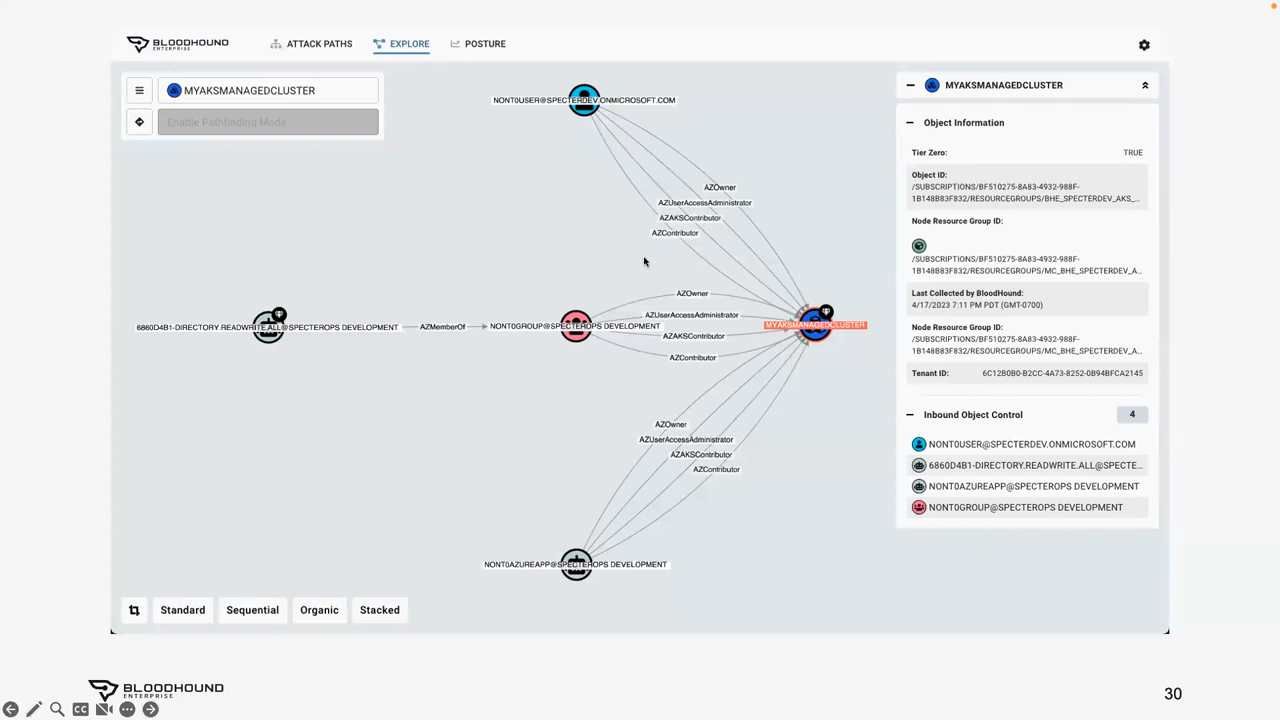 BLOODHOUND
ENTERPRISE
ATTACK PATHS
EXPLORE
POSTURE
MYAKSMANAGEDCLUSTER
Enable Pathfinding Mode
NONT0USER@SPECTERDEV.ONMICROSOFT.COM
AZOwner
AZUserAccessAdministrator
AZAKSContributor
AZContributor
6860D4B1-DIRECTORY.READWRITE.ALL@SPECTEROPS DEVELOPMENT
AZMemberOf
NONT0GROUP@SPECTEROPS DEVELOPMENT
AZOwner
AZUserAccessAdministrator
AZAKSContributor
AZContributor
MYAKSMANAGEDCLUSTER
AZOwner
AZUserAccessAdministrator
AZAKSContributor
AZContributor
NONT0AZUREAPP@SPECTEROPS DEVELOPMENT
Standard
Sequential
Organic
Stacked
MYAKSMANAGEDCLUSTER
Object Information
Tier Zero: TRUE
Object ID:
/SUBSCRIPTIONS/BF510275-8A83-4932-988F-
1B148B83F832/RESOURCEGROUPS/BHE_SPECTERDEV_AKS_...
Node Resource Group ID:
/SUBSCRIPTIONS/BF510275-8A83-4932-988F-
1B148B83F832/RESOURCEGROUPS/MC_BHE_SPECTERDEV_A...
Last Collected by BloodHound:
4/17/2023 7:11 PM PDT (GMT-0700)
Node Resource Group ID:
/SUBSCRIPTIONS/BF510275-8A83-4932-988F-
1B148B83F832/RESOURCEGROUPS/MC_BHE_SPECTERDEV_A...
Tenant ID: 6C12B0B0-B2CC-4A73-8252-0B94BFCA2145
Inbound Object Control 4
NONT0USER@SPECTERDEV.ONMICROSOFT.COM
6860D4B1-DIRECTORY.READWRITE.ALL@SPECTE...
NONT0AZUREAPP@SPECTEROPS DEVELOPMENT
NONT0GROUP@SPECTEROPS DEVELOPMENT
BLOODHOUND
ENTERPRISE
30
CC